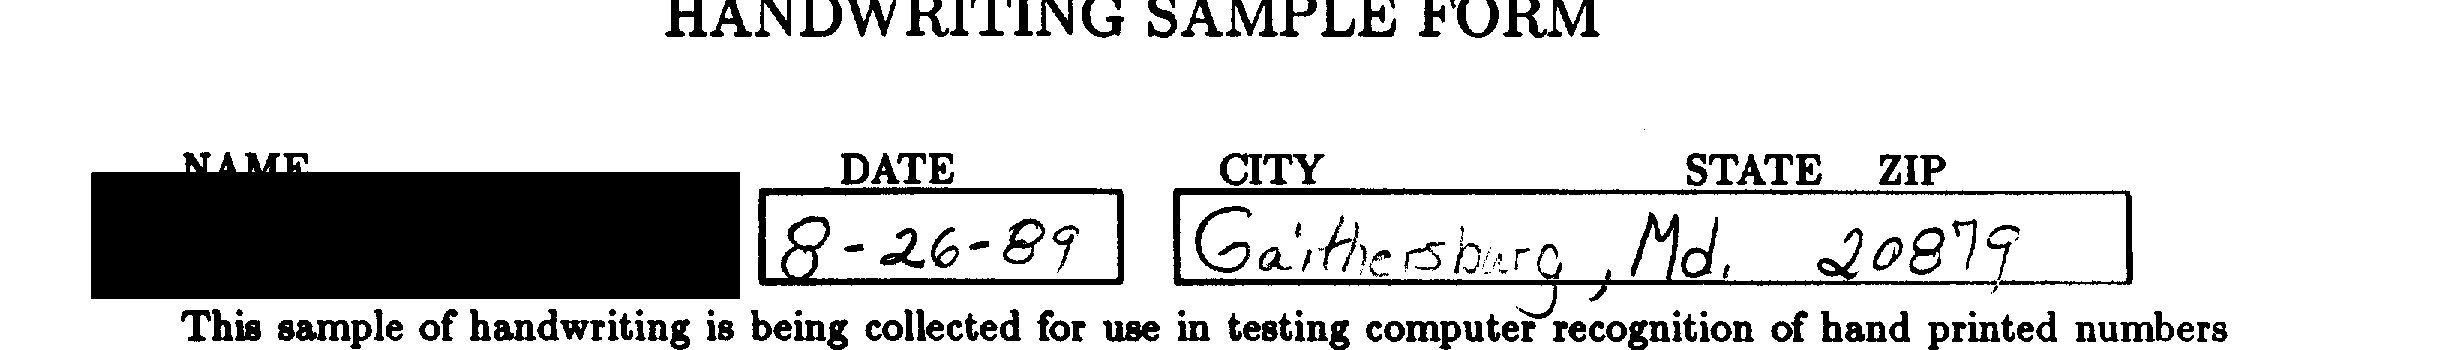 HANDWRITING SAMPLE FORM
NAME DATE CITY STATE ZIP
8-26-89 Gaithersburg, Md. 20879
This sample of handwriting is being collected for use in testing computer recognition of hand printed numbers